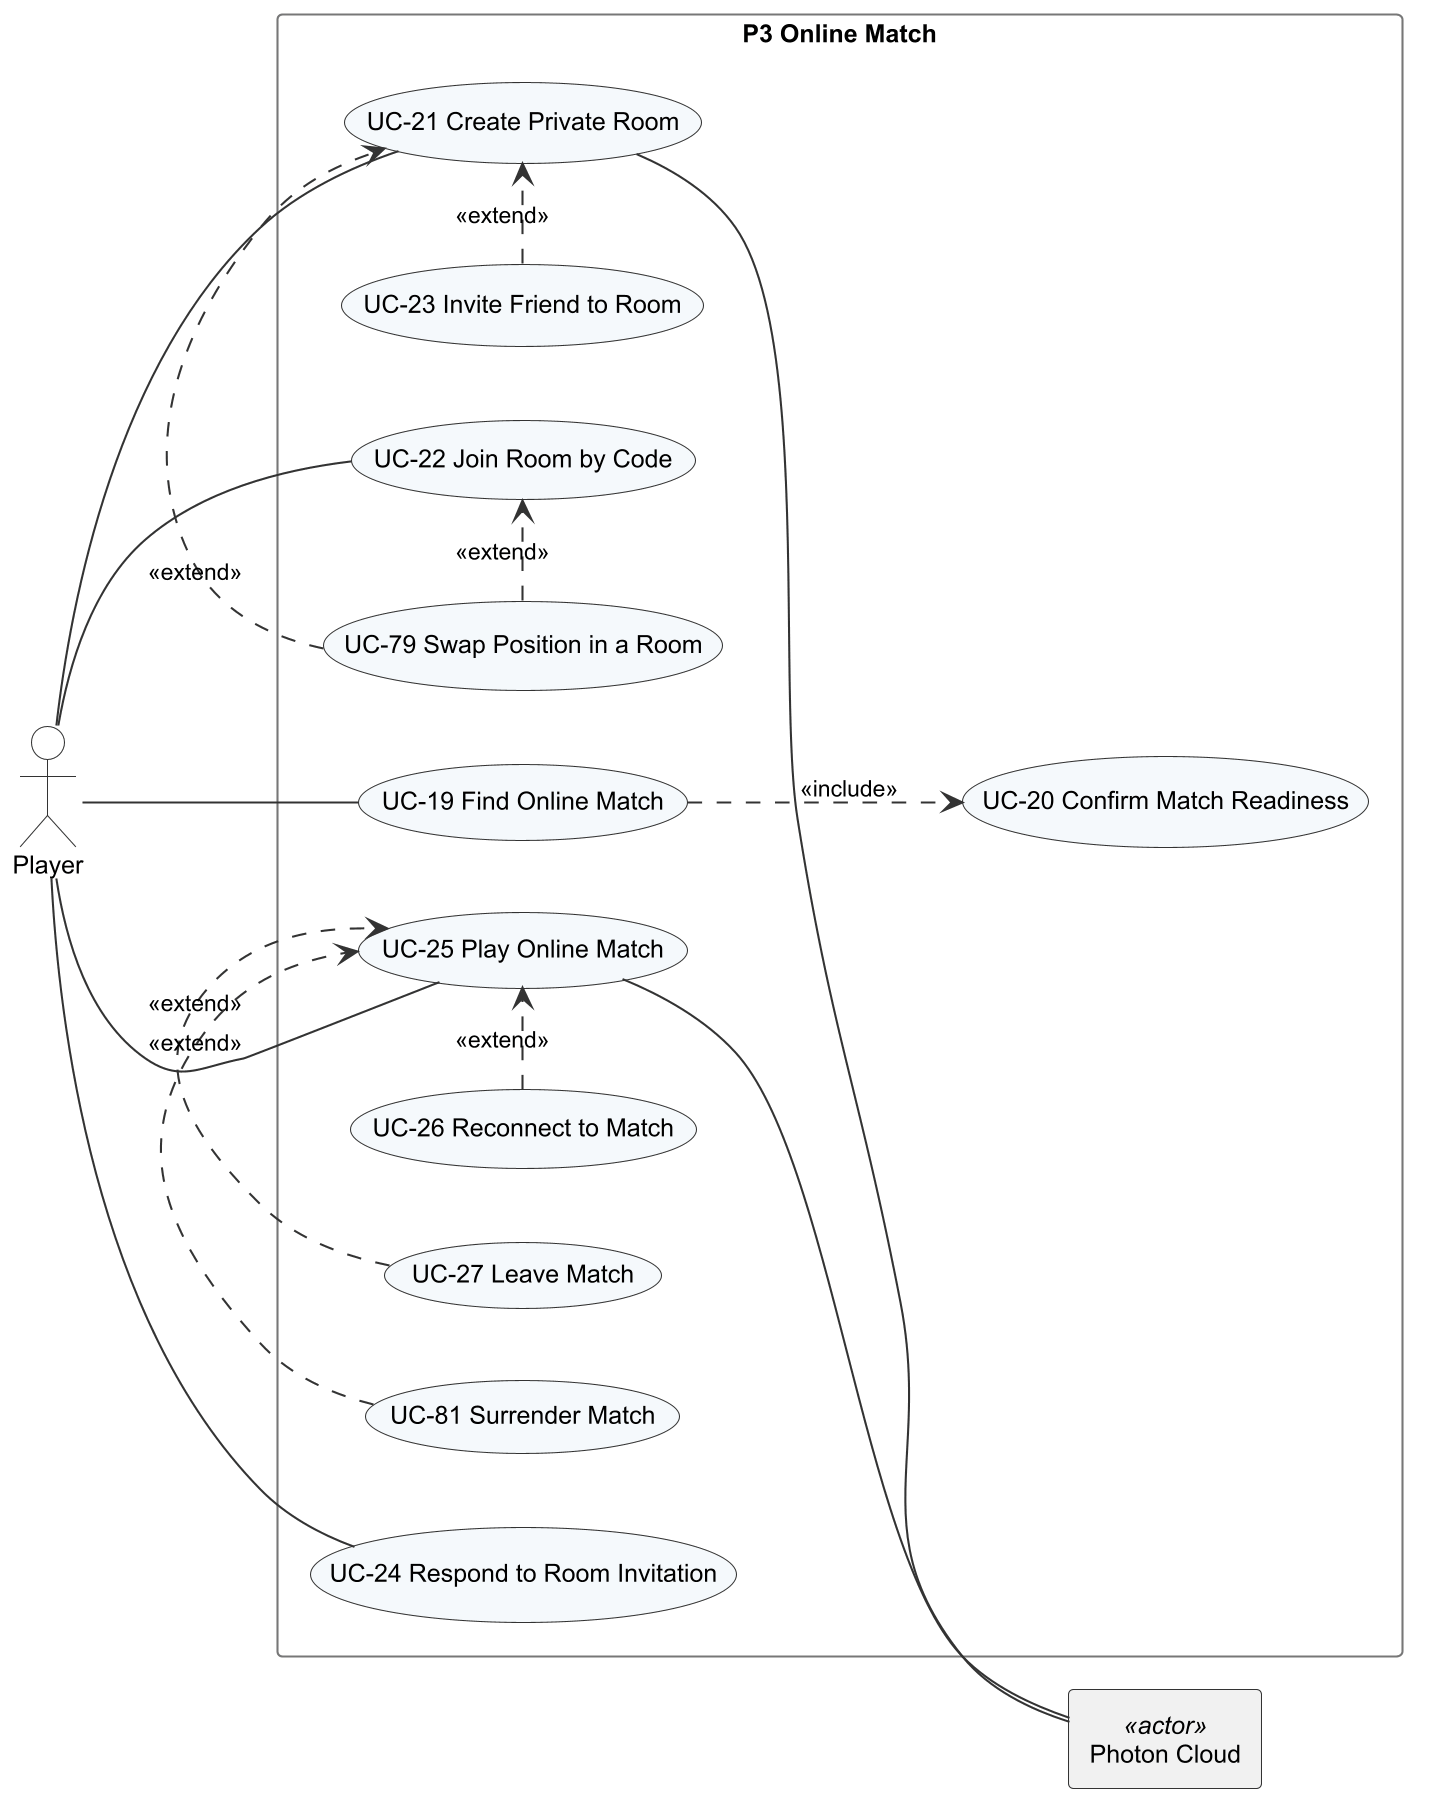 P3 Online Match
UC-21 Create Private Room
«extend»
UC-23 Invite Friend to Room
UC-22 Join Room by Code
«extend»
«extend»
UC-79 Swap Position in a Room
Player
UC-19 Find Online Match
«include»
UC-20 Confirm Match Readiness
UC-25 Play Online Match
«extend»
«extend»
«extend»
UC-26 Reconnect to Match
UC-27 Leave Match
UC-81 Surrender Match
UC-24 Respond to Room Invitation
«actor»
Photon Cloud